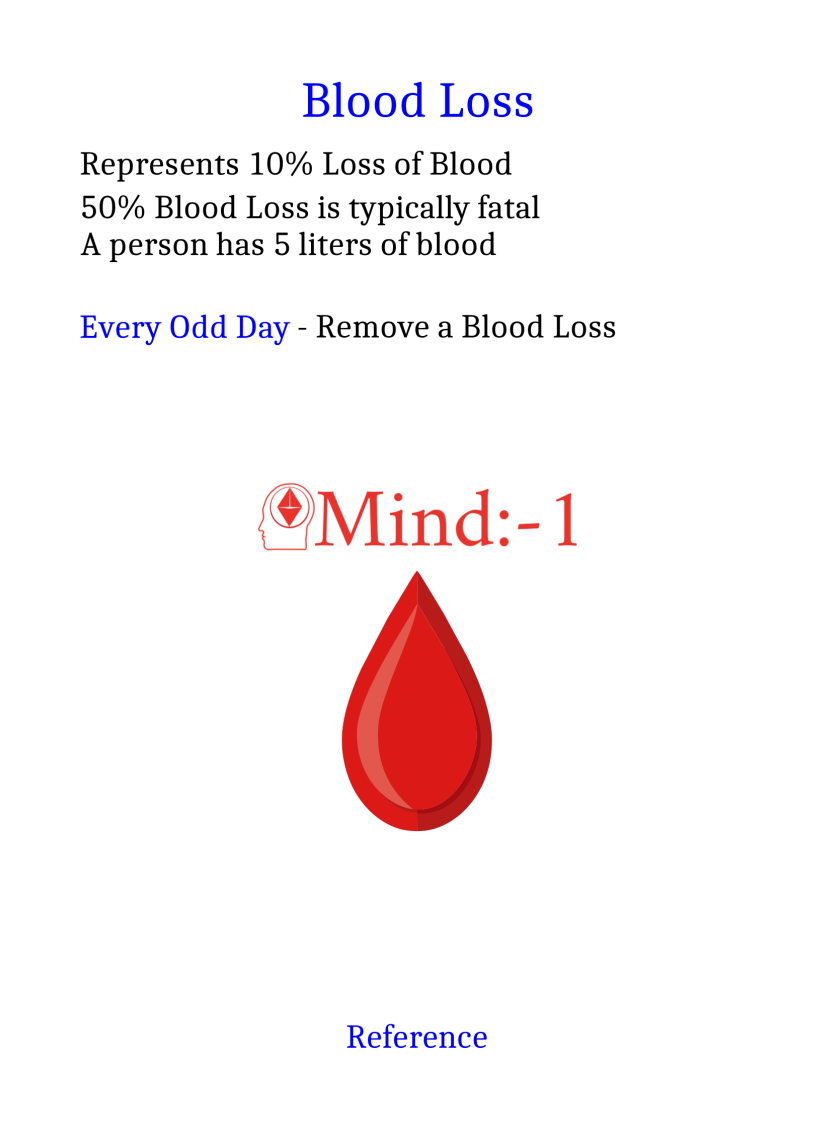 Blood Loss
Represents 10% Loss of Blood
50% Blood Loss is typically fatal
A person has 5 liters of blood
Every Odd Day - Remove a Blood Loss
Mind:-1
Reference